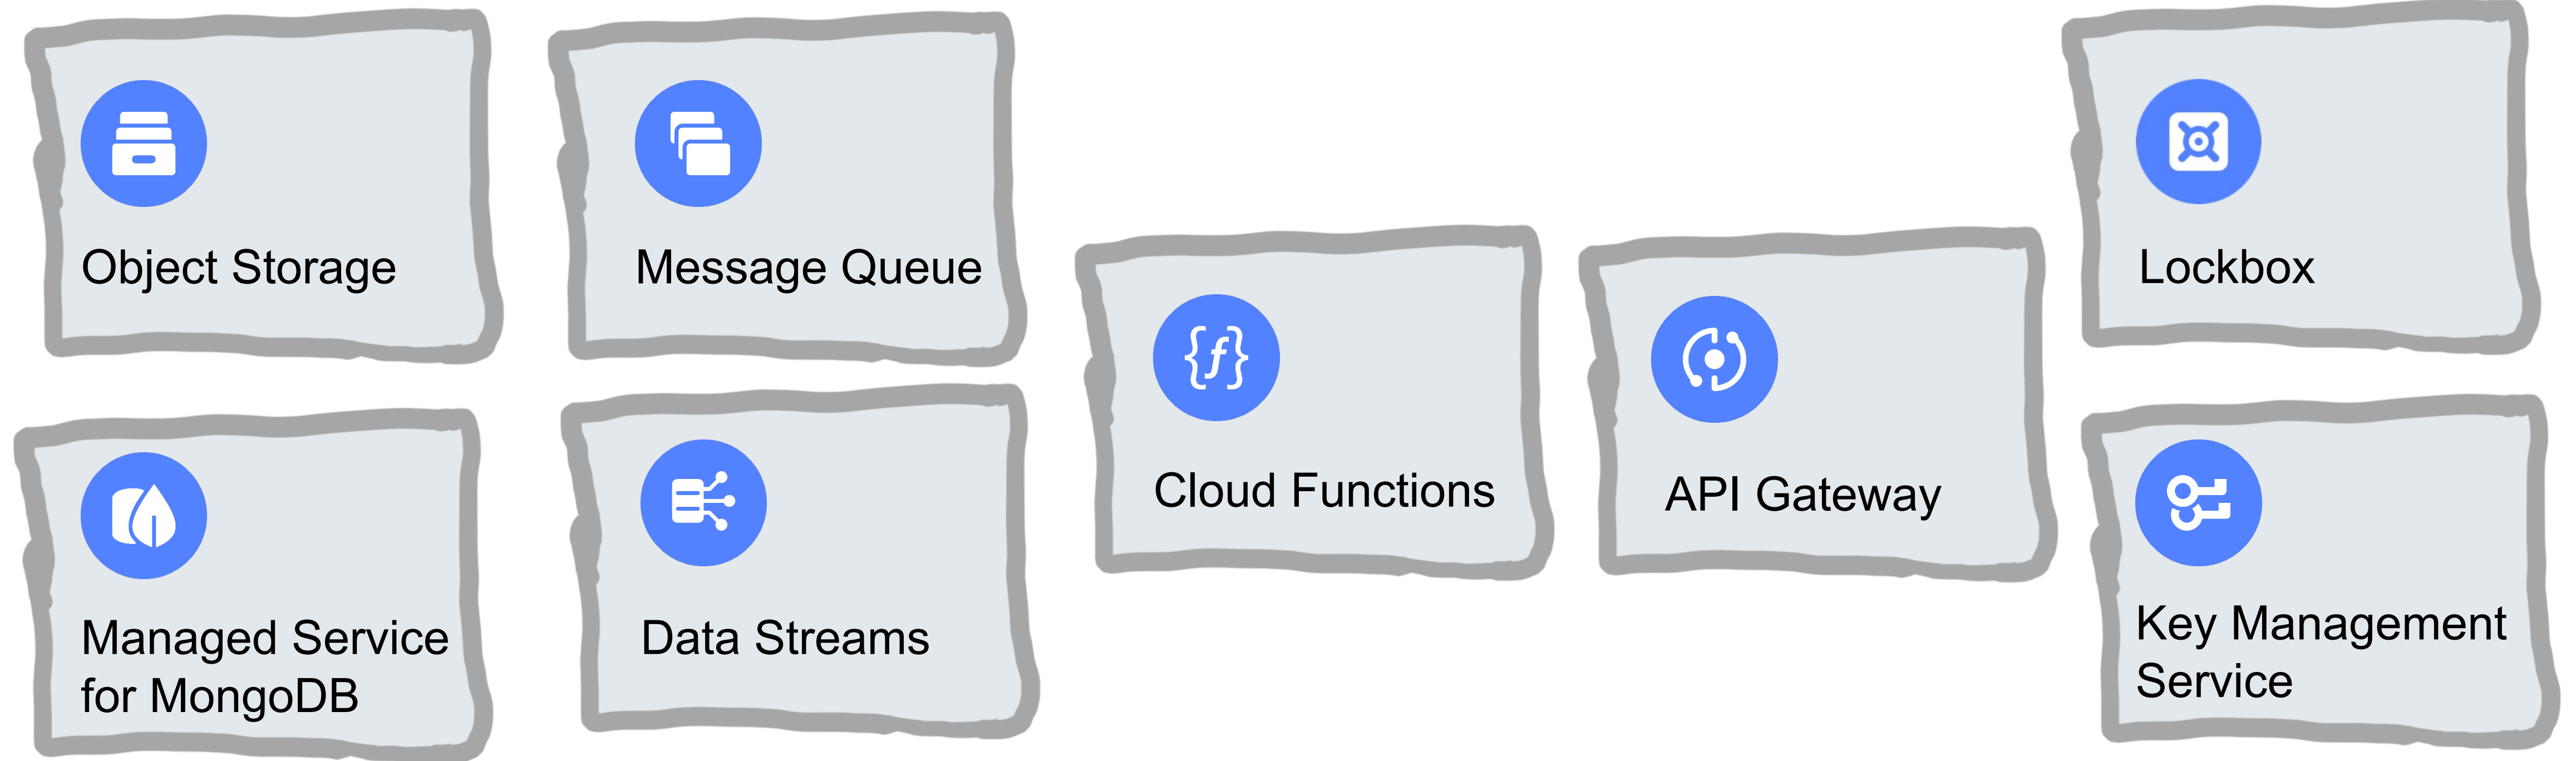 Object Storage
Managed Service
for MongoDB
Message Queue
Data Streams
Cloud Functions
API Gateway
Lockbox
Key Management
Service